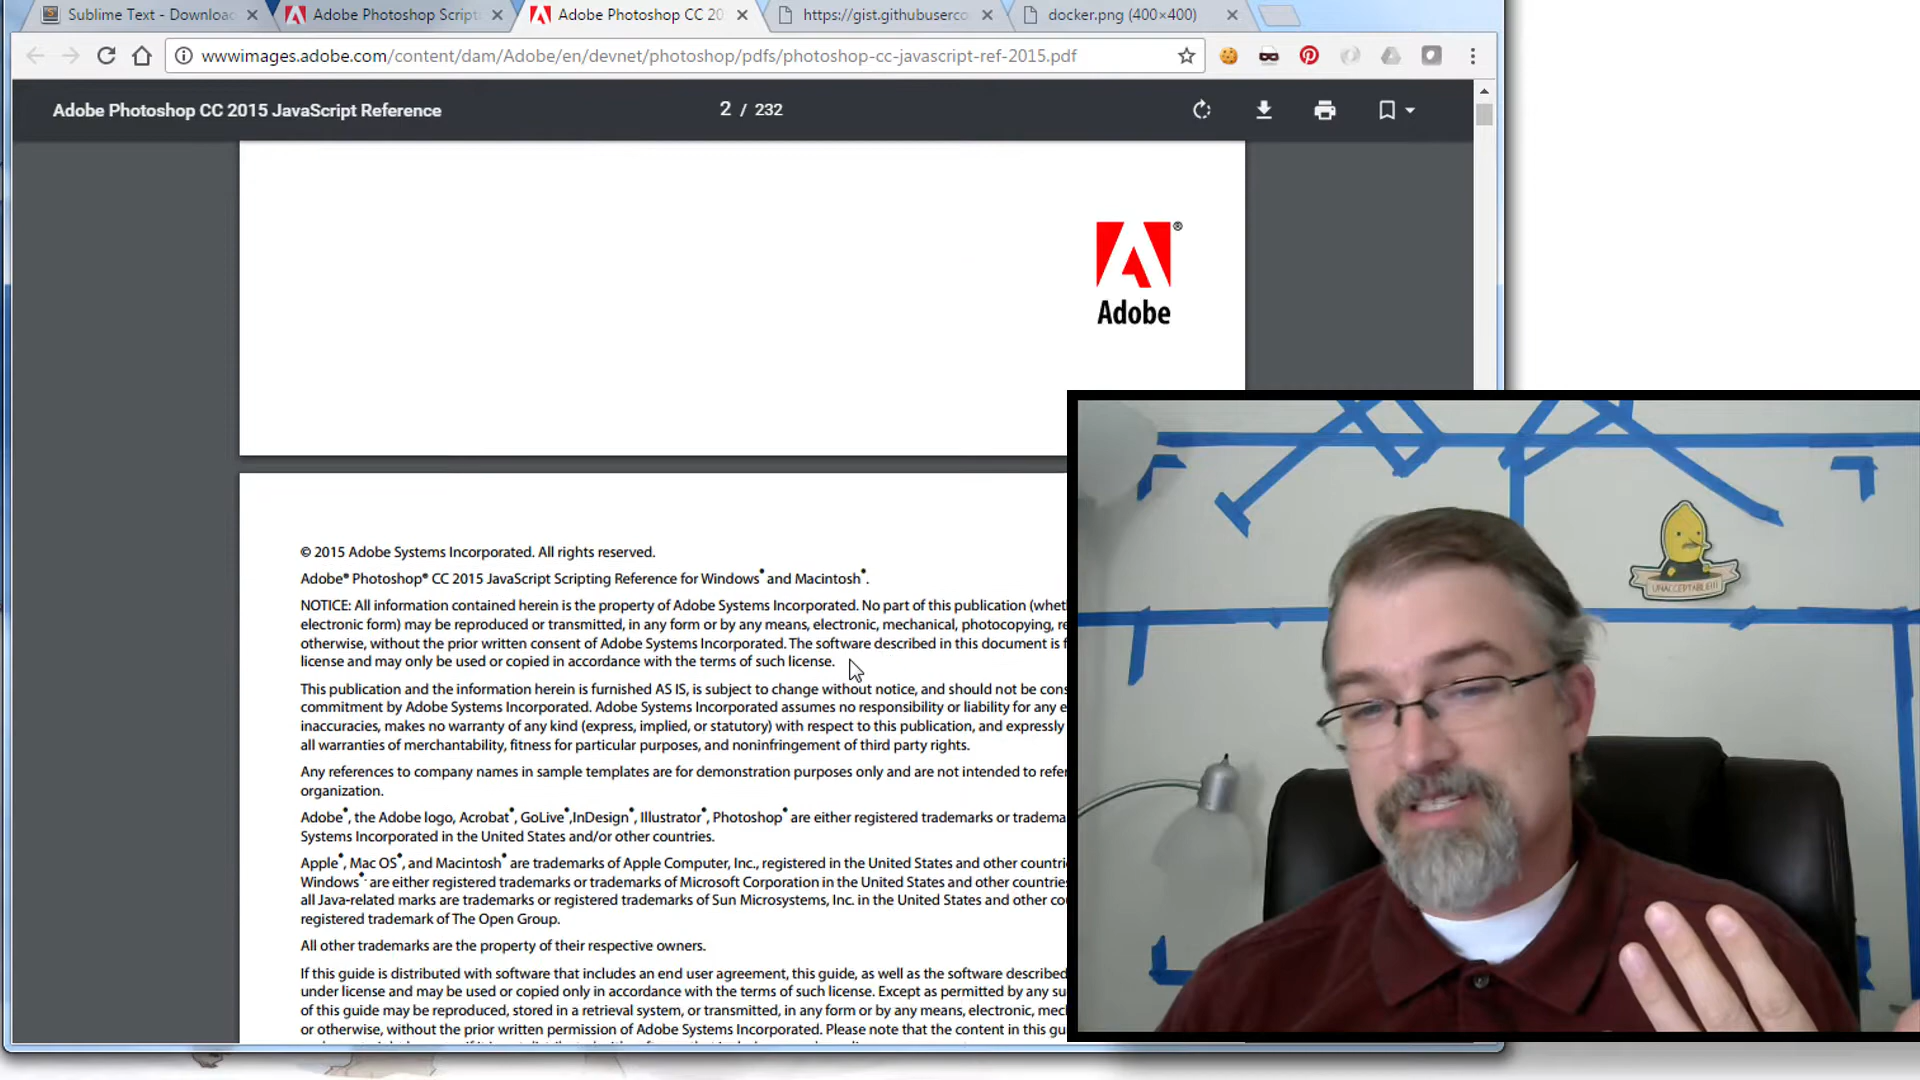 Sublime Text - Downloa
Adobe Photoshop Script
Adobe Photoshop CC 20
https://gist.githubuserco
docker.png (400×400)
wwwimages.adobe.com/content/dam/Adobe/en/devnet/photoshop/pdfs/photoshop-cc-javascript-ref-2015.pdf
Adobe Photoshop CC 2015 JavaScript Reference
2 / 232
®
Adobe
© 2015 Adobe Systems Incorporated. All rights reserved.
Adobe® Photoshop® CC 2015 JavaScript Scripting Reference for Windows® and Macintosh®.
NOTICE: All information contained herein is the property of Adobe Systems Incorporated. No part of this publication (whet
electronic form) may be reproduced or transmitted, in any form or by any means, electronic, mechanical, photocopying, re
otherwise, without the prior written consent of Adobe Systems Incorporated. The software described in this document is f
license and may only be used or copied in accordance with the terms of such license.
This publication and the information herein is furnished AS IS, is subject to change without notice, and should not be cons
commitment by Adobe Systems Incorporated. Adobe Systems Incorporated assumes no responsibility or liability for any e
inaccuracies, makes no warranty of any kind (express, implied, or statutory) with respect to this publication, and expressly
all warranties of merchantability, fitness for particular purposes, and noninfringement of third party rights.
Any references to company names in sample templates are for demonstration purposes only and are not intended to refe
organization.
Adobe®, the Adobe logo, Acrobat®, GoLive®,InDesign®, Illustrator®, Photoshop® are either registered trademarks or tradema
Systems Incorporated in the United States and/or other countries.
Apple®, Mac OS®, and Macintosh® are trademarks of Apple Computer, Inc., registered in the United States and other countri
Windows® are either registered trademarks or trademarks of Microsoft Corporation in the United States and other countries
all Java-related marks are trademarks or registered trademarks of Sun Microsystems, Inc. in the United States and other cou
registered trademark of The Open Group.
All other trademarks are the property of their respective owners.
If this guide is distributed with software that includes an end user agreement, this guide, as well as the software described
under license and may be used or copied only in accordance with the terms of such license. Except as permitted by any su
of this guide may be reproduced, stored in a retrieval system, or transmitted, in any form or by any means, electronic, mec
or otherwise, without the prior written permission of Adobe Systems Incorporated. Please note that the content in this gu
UNACCEPTABLE!!!!